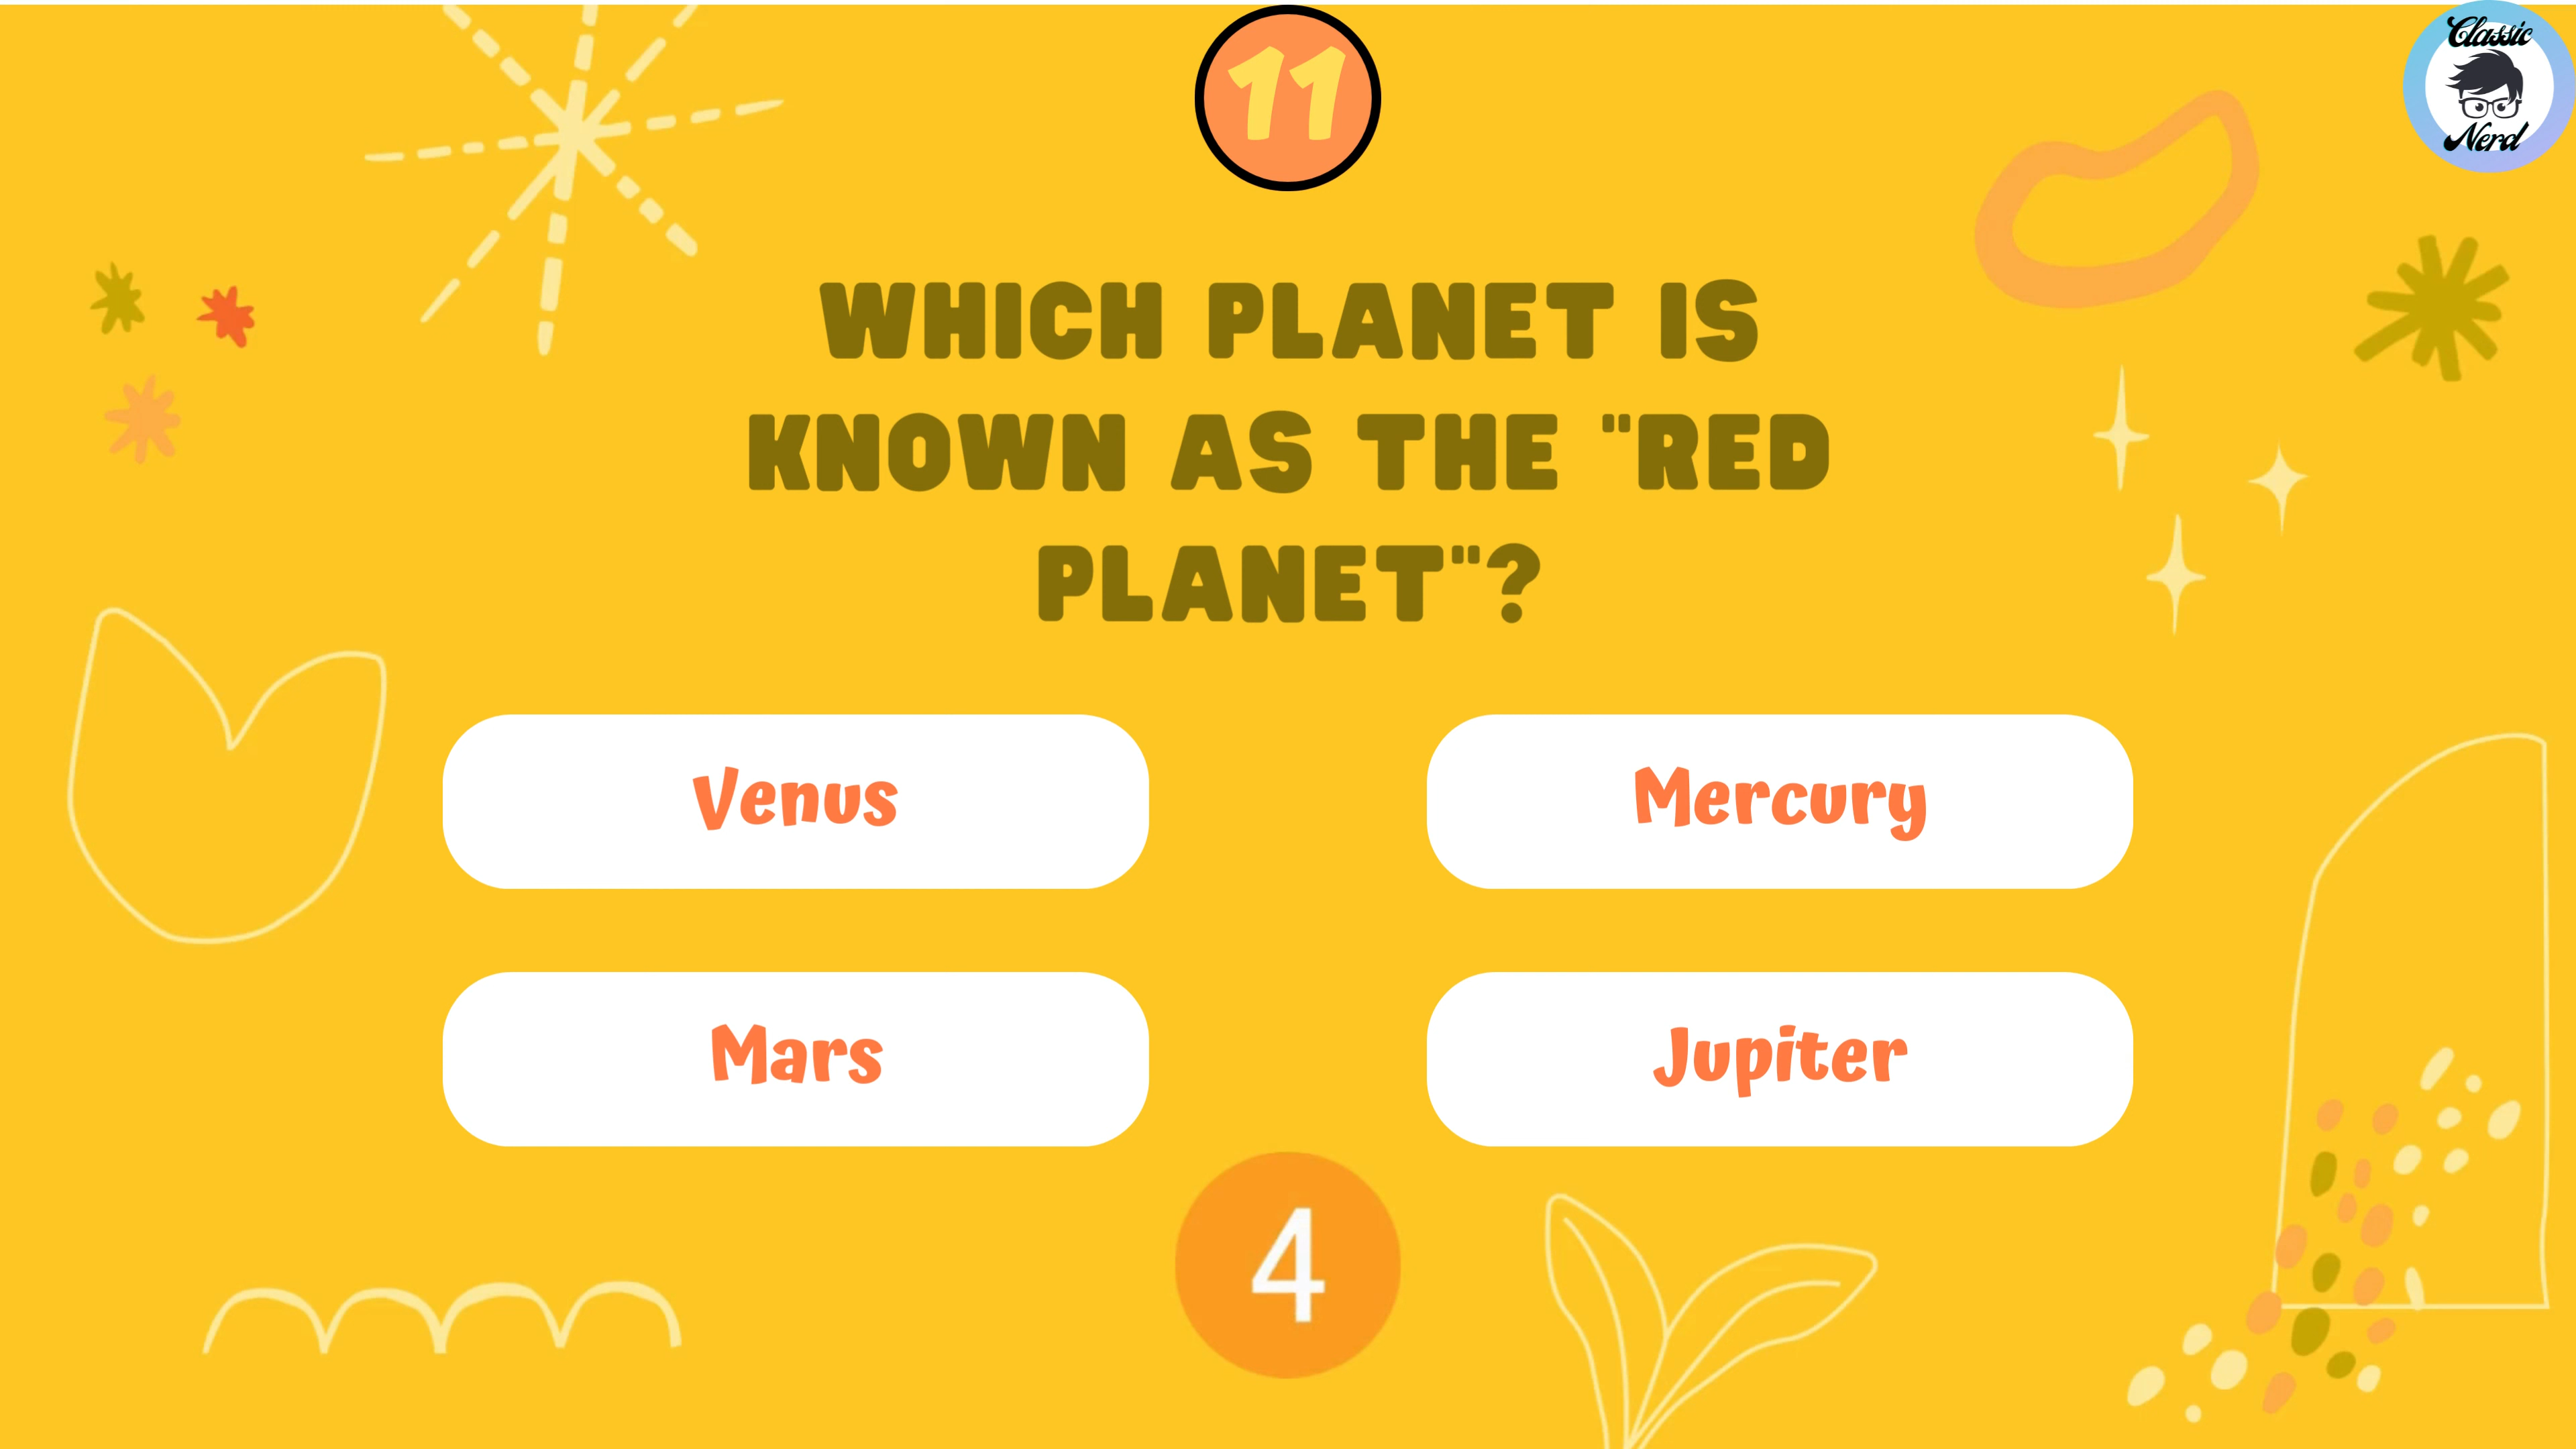 11
Classic
Nerd
WHICH PLANET IS
KNOWN AS THE "RED
PLANET"?
Venus
Mercury
Mars
Jupiter
4